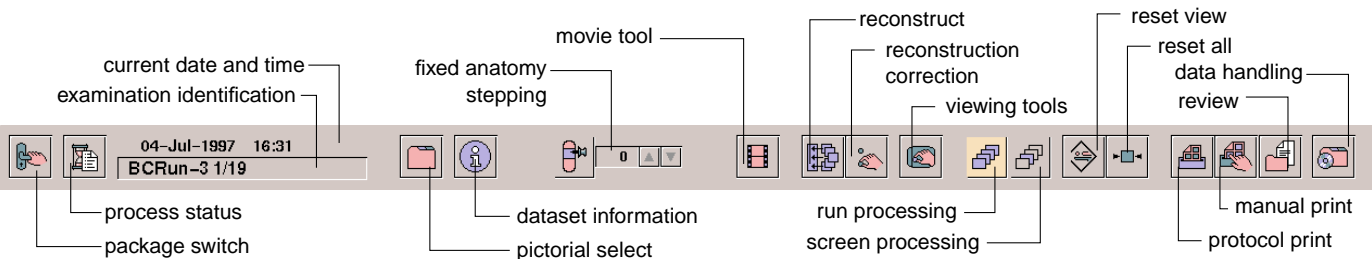 reset view
reconstruct
reset all
movie tool
reconstruction
correction
current date and time
fixed anatomy
stepping
data handling
examination identification
viewing tools
review
04-Jul-1997 16:31
0
BCRun-3 1/19
process status
dataset information
run processing
manual print
package switch
pictorial select
screen processing
protocol print